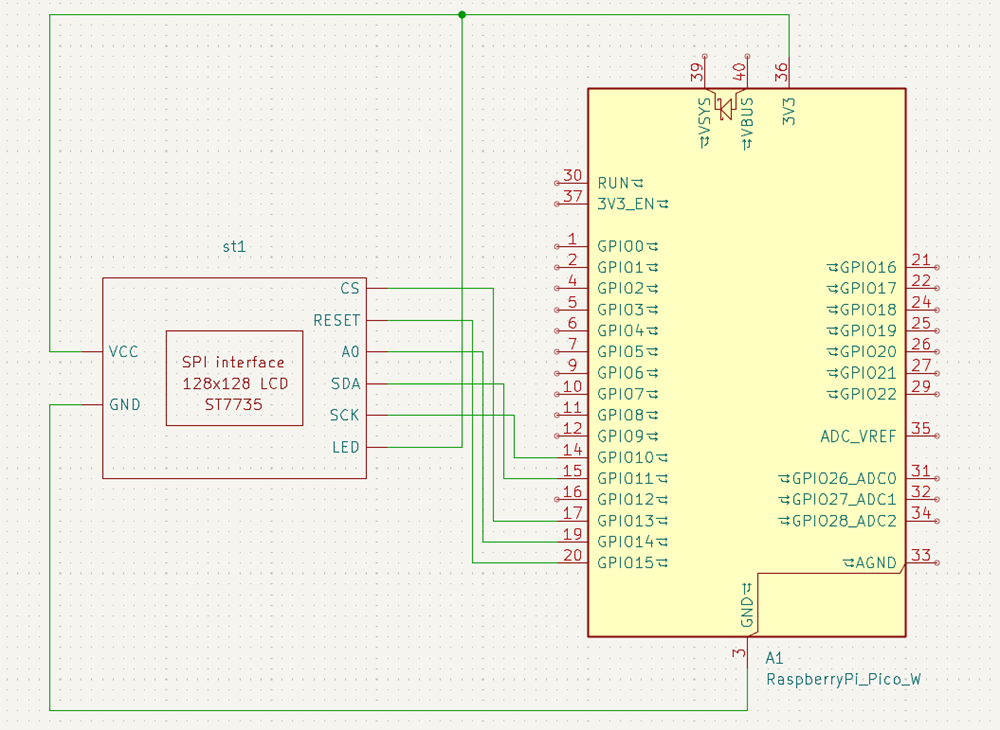 39
40
36
VSYS
VBUS
3V3
30 RUN
37 3V3_EN
st1
1 GPIO0
2 GPIO1
4 GPIO2
5 GPIO3
6 GPIO4
7 GPIO5
9 GPIO6
10 GPIO7
11 GPIO8
12 GPIO9
14 GPIO10
15 GPIO11
16 GPIO12
17 GPIO13
19 GPIO14
20 GPIO15
GPIO16 21
GPIO17 22
GPIO18 24
GPIO19 25
GPIO20 26
GPIO21 27
GPIO22 29
ADC_VREF 35
GPIO26_ADC0 31
GPIO27_ADC1 32
GPIO28_ADC2 34
AGND 33
GND
3
VCC
GND
SPI interface
128x128 LCD
ST7735
CS
RESET
A0
SDA
SCK
LED
A1
RaspberryPi_Pico_W